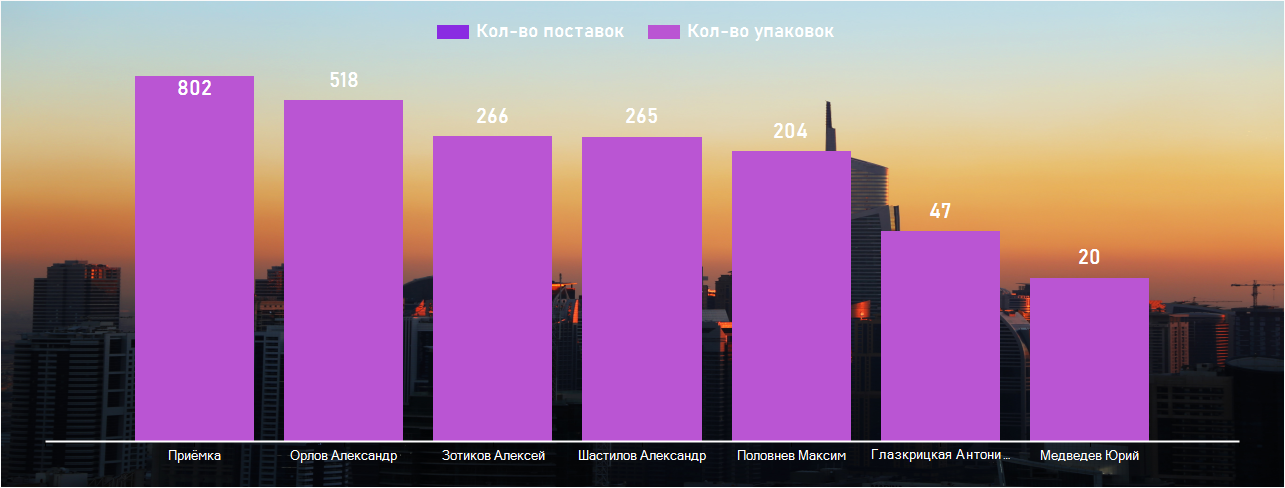 Кол-во поставок Кол-во упаковок
802 518 266 265 204 47 20
Приёмка Орлов Александр Зотиков Алексей Шастилов Александр Половнев Максим Глазкрицкая Антони... Медведев Юрий